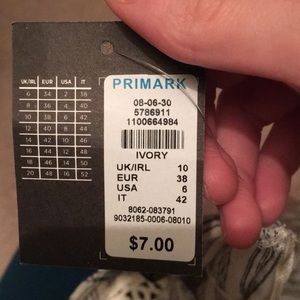 UK/IRL EUR USA IT
6 34 2 38
8 36 4 40
10 38 6 42
12 40 8 44
14 42 10 46
16 44 12 48
18 46 14 50
20 48 16 52
PRIMARK
08-06-30
5786911
1100664984
IVORY
UK/IRL 10
EUR 38
USA 6
IT 42
8062-083791
9032185-0006-08010
$7.00